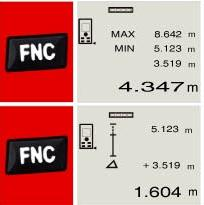 FNC
MAX 8.642 m
MIN 5.123 m
3.519 m
4.347 m
FNC
5.123 m
+ 3.519 m
1.604 m